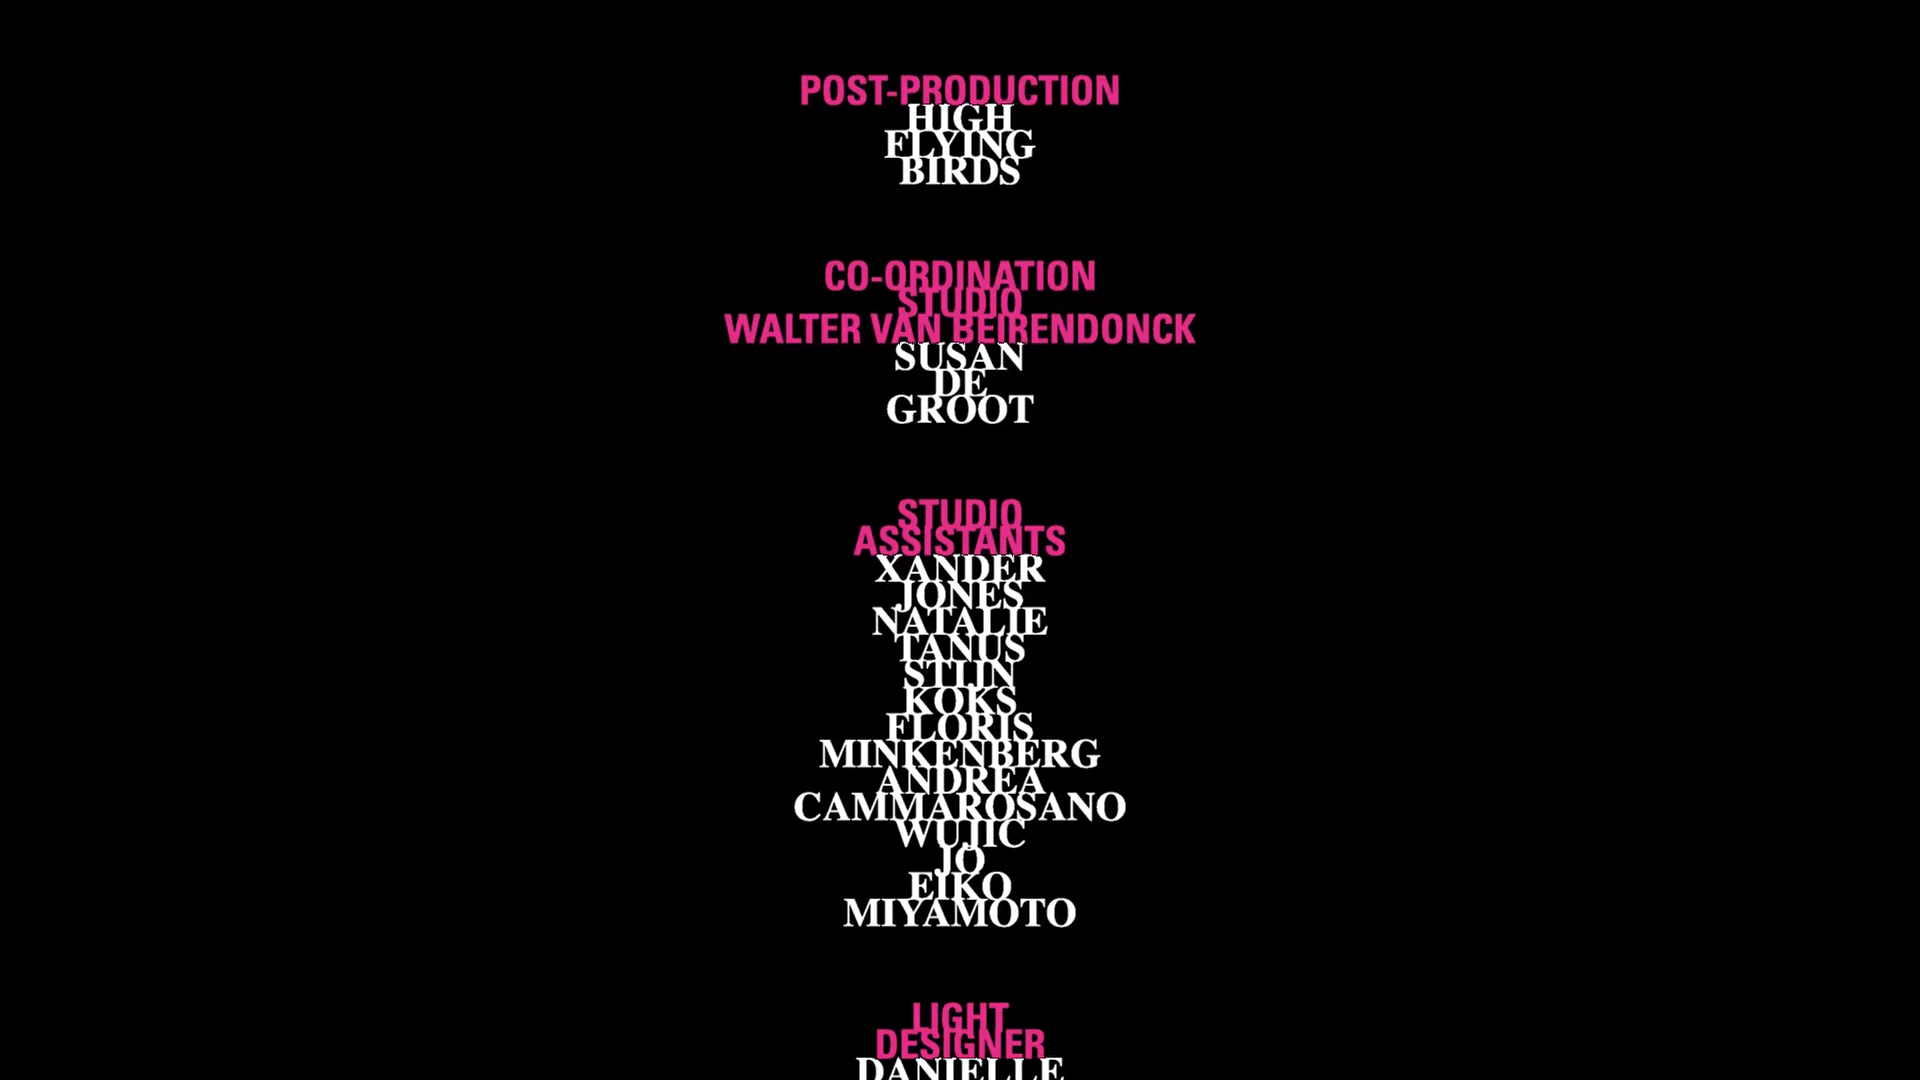 POST-PRODUCTION
HIGH
FLYING
BIRDS
CO-ORDINATION
STUDIO
WALTER VAN BEIRENDONCK
SUSAN
DE
GROOT
STUDIO
ASSISTANTS
XANDER
JONES
NATALIE
TANUS
STIJN
KOKS
FLORIS
MINKENBERG
ANDREA
CAMMAROSANO
WUJIC
JO
EIKO
MIYAMOTO
LIGHT
DESIGNER
DANIELLE